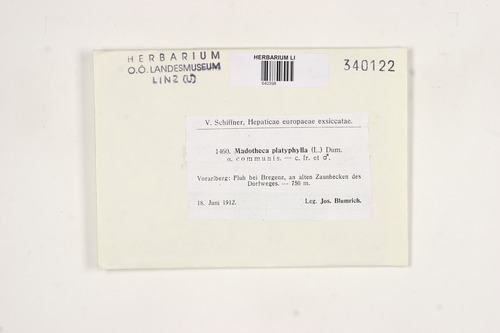 HERBARIUM
O.Ö. LANDESMUSEUM
LINZ (LI)
HERBARIUM LI
340122
V. Schiffner, Hepaticae europaeae exsiccatae.
1460. Madotheca platyphylla (L.) Dum.
α. communis. — c. fr. et ♂.
Vorarlberg: Fluh bei Bregenz, an alten Zaunhecken des
Dorfweges. — 750 m.
18. Juni 1912.
Leg. Jos. Blumrich.